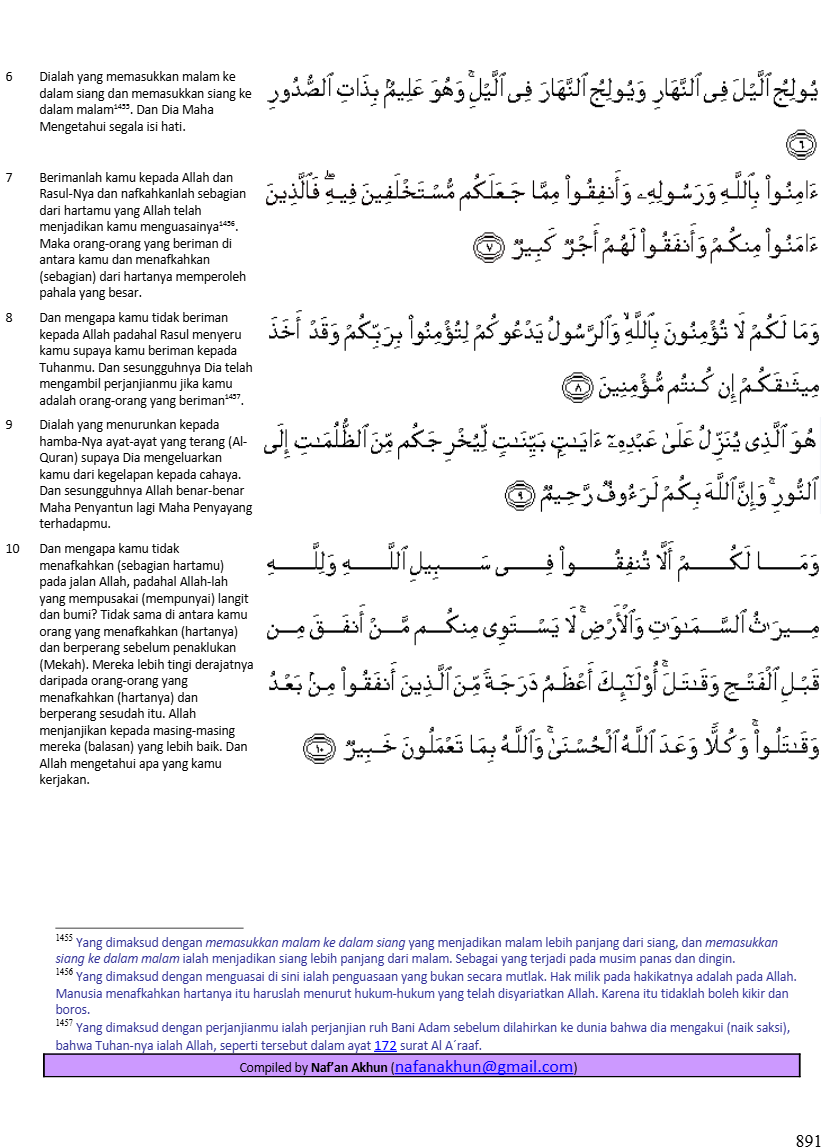 6 Dialah yang memasukkan malam ke
dalam siang dan memasukkan siang ke
dalam malam¹⁴⁵⁵. Dan Dia Maha
Mengetahui segala isi hati.
يُولِجُ ٱلَّيْلَ فِى ٱلنَّهَارِ وَيُولِجُ ٱلنَّهَارَ فِى ٱلَّيْلِ ۚ وَهُوَ عَلِيمٌۢ بِذَاتِ ٱلصُّدُورِ
﴿٦﴾
7 Berimanlah kamu kepada Allah dan
Rasul-Nya dan nafkahkanlah sebagian
dari hartamu yang Allah telah
menjadikan kamu menguasainya¹⁴⁵⁶.
Maka orang-orang yang beriman di
antara kamu dan menafkahkan
(sebagian) dari hartanya memperoleh
pahala yang besar.
ءَامِنُوا۟ بِٱللَّهِ وَرَسُولِهِۦ وَأَنفِقُوا۟ مِمَّا جَعَلَكُم مُّسْتَخْلَفِينَ فِيهِ ۖ فَٱلَّذِينَ
ءَامَنُوا۟ مِنكُمْ وَأَنفَقُوا۟ لَهُمْ أَجْرٌ كَبِيرٌ ﴿٧﴾
8 Dan mengapa kamu tidak beriman
kepada Allah padahal Rasul menyeru
kamu supaya kamu beriman kepada
Tuhanmu. Dan sesungguhnya Dia telah
mengambil perjanjianmu jika kamu
adalah orang-orang yang beriman¹⁴⁵⁷.
وَمَا لَكُمْ لَا تُؤْمِنُونَ بِٱللَّهِ ۙ وَٱلرَّسُولُ يَدْعُوكُمْ لِتُؤْمِنُوا۟ بِرَبِّكُمْ وَقَدْ أَخَذَ
مِيثَٰقَكُمْ إِن كُنتُم مُّؤْمِنِينَ ﴿٨﴾
9 Dialah yang menurunkan kepada
hamba-Nya ayat-ayat yang terang (Al-
Quran) supaya Dia mengeluarkan
kamu dari kegelapan kepada cahaya.
Dan sesungguhnya Allah benar-benar
Maha Penyantun lagi Maha Penyayang
terhadapmu.
هُوَ ٱلَّذِى يُنَزِّلُ عَلَىٰ عَبْدِهِۦٓ ءَايَٰتٍۭ بَيِّنَٰتٍ لِّيُخْرِجَكُم مِّنَ ٱلظُّلُمَٰتِ إِلَى
ٱلنُّورِ ۚ وَإِنَّ ٱللَّهَ بِكُمْ لَرَءُوفٌ رَّحِيمٌ ﴿٩﴾
10 Dan mengapa kamu tidak
menafkahkan (sebagian hartamu)
pada jalan Allah, padahal Allah-lah
yang mempusakai (mempunyai) langit
dan bumi? Tidak sama di antara kamu
orang yang menafkahkan (hartanya)
dan berperang sebelum penaklukan
(Mekah). Mereka lebih tingi derajatnya
daripada orang-orang yang
menafkahkan (hartanya) dan
berperang sesudah itu. Allah
menjanjikan kepada masing-masing
mereka (balasan) yang lebih baik. Dan
Allah mengetahui apa yang kamu
kerjakan.
وَمَا لَكُمْ أَلَّا تُنفِقُوا۟ فِى سَبِيلِ ٱللَّهِ وَلِلَّهِ
مِيرَٰثُ ٱلسَّمَٰوَٰتِ وَٱلْأَرْضِ ۚ لَا يَسْتَوِى مِنكُم مَّنْ أَنفَقَ مِن
قَبْلِ ٱلْفَتْحِ وَقَٰتَلَ ۚ أُو۟لَٰٓئِكَ أَعْظَمُ دَرَجَةً مِّنَ ٱلَّذِينَ أَنفَقُوا۟ مِنۢ بَعْدُ
وَقَٰتَلُوا۟ ۚ وَكُلًّا وَعَدَ ٱللَّهُ ٱلْحُسْنَىٰ ۚ وَٱللَّهُ بِمَا تَعْمَلُونَ خَبِيرٌ ﴿١٠﴾
¹⁴⁵⁵ Yang dimaksud dengan memasukkan malam ke dalam siang yang menjadikan malam lebih panjang dari siang, dan memasukkan
siang ke dalam malam ialah menjadikan siang lebih panjang dari malam. Sebagai yang terjadi pada musim panas dan dingin.
¹⁴⁵⁶ Yang dimaksud dengan menguasai di sini ialah penguasaan yang bukan secara mutlak. Hak milik pada hakikatnya adalah pada Allah.
Manusia menafkahkan hartanya itu haruslah menurut hukum-hukum yang telah disyariatkan Allah. Karena itu tidaklah boleh kikir dan
boros.
¹⁴⁵⁷ Yang dimaksud dengan perjanjianmu ialah perjanjian ruh Bani Adam sebelum dilahirkan ke dunia bahwa dia mengakui (naik saksi),
bahwa Tuhan-nya ialah Allah, seperti tersebut dalam ayat 172 surat Al A´raaf.
Compiled by Naf’an Akhun (nafanakhun@gmail.com)
891